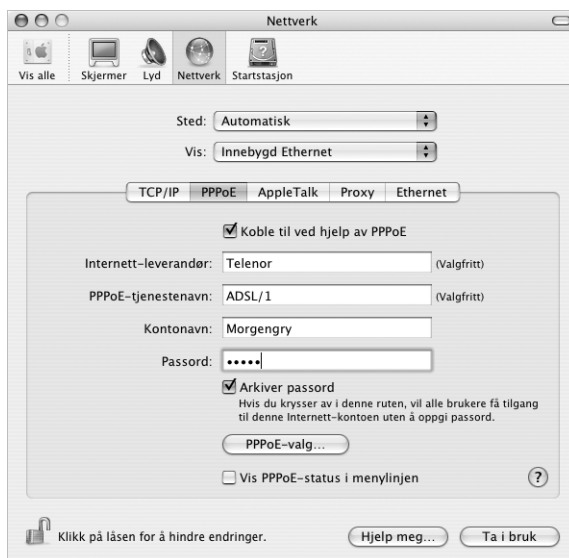 Nettverk
Vis alle Skjermer Lyd Nettverk Startstasjon
Sted: Automatisk
Vis: Innebygd Ethernet
TCP/IP PPPoE AppleTalk Proxy Ethernet
Koble til ved hjelp av PPPoE
Internett-leverandør: Telenor (Valgfritt)
PPPoE-tjenestenavn: ADSL/1 (Valgfritt)
Kontonavn: Morgengry
Passord: •••••
Arkiver passord
Hvis du krysser av i denne ruten, vil alle brukere få tilgang
til denne Internett-kontoen uten å oppgi passord.
PPPoE-valg...
Vis PPPoE-status i menylinjen ?
Klikk på låsen for å hindre endringer. Hjelp meg... Ta i bruk